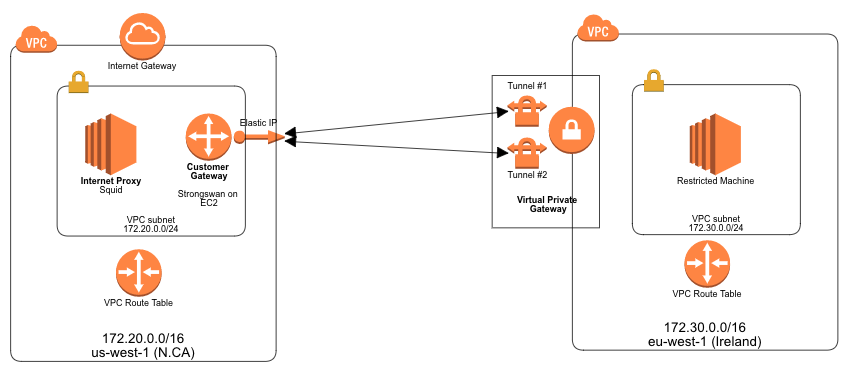 VPC
Internet Gateway
Elastic IP
Internet Proxy
Squid
Customer
Gateway
Strongswan on
EC2
VPC subnet
172.20.0.0/24
VPC Route Table
172.20.0.0/16
us-west-1 (N.CA)
Tunnel #1
Tunnel #2
Virtual Private
Gateway
VPC
Restricted Machine
VPC subnet
172.30.0.0/24
VPC Route Table
172.30.0.0/16
eu-west-1 (Ireland)